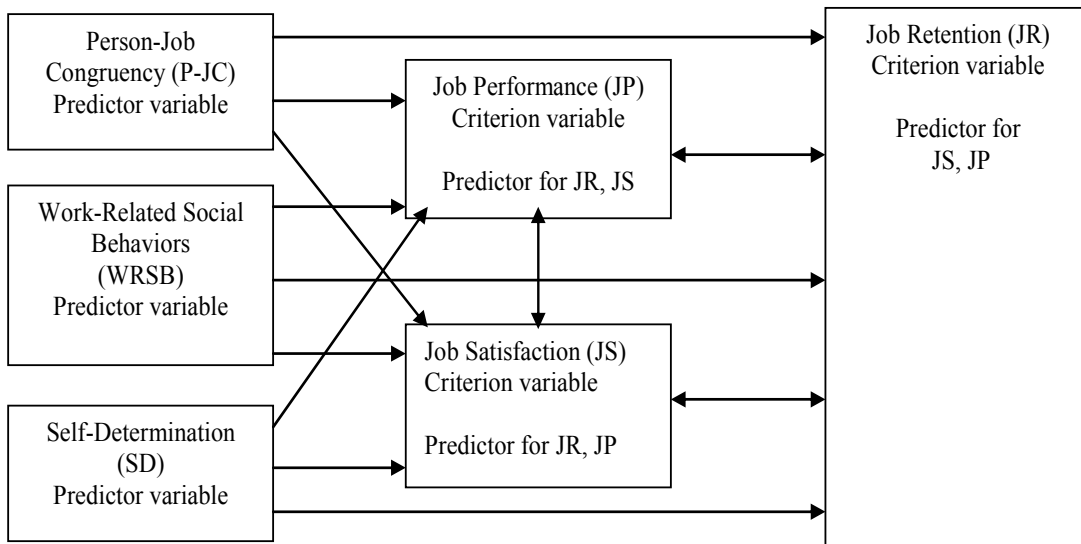 Person-Job
Congruency (P-JC)
Predictor variable
Work-Related Social
Behaviors
(WRSB)
Predictor variable
Self-Determination
(SD)
Predictor variable
Job Performance (JP)
Criterion variable
Predictor for JR, JS
Job Satisfaction (JS)
Criterion variable
Predictor for JR, JP
Job Retention (JR)
Criterion variable
Predictor for
JS, JP